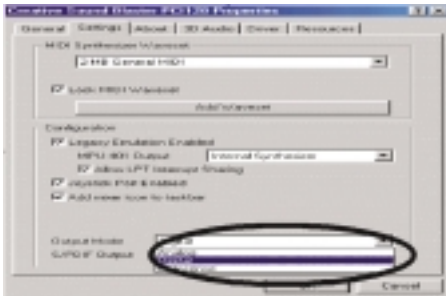 Creative Sound Blaster PCI128 Properties
General Settings About 3D Audio Driver Resources
MIDI Synthesizer Waveset
2 MB General MIDI
Lock MIDI Waveset
Add Waveset
Configuration
Legacy Emulation Enabled
MPU-401 Output Internal Synthesizer
Allow LPT Interrupt Sharing
Joystick Port Enabled
Add mixer icon to taskbar
Output Mode
S/PDIF Output Analog
Cancel